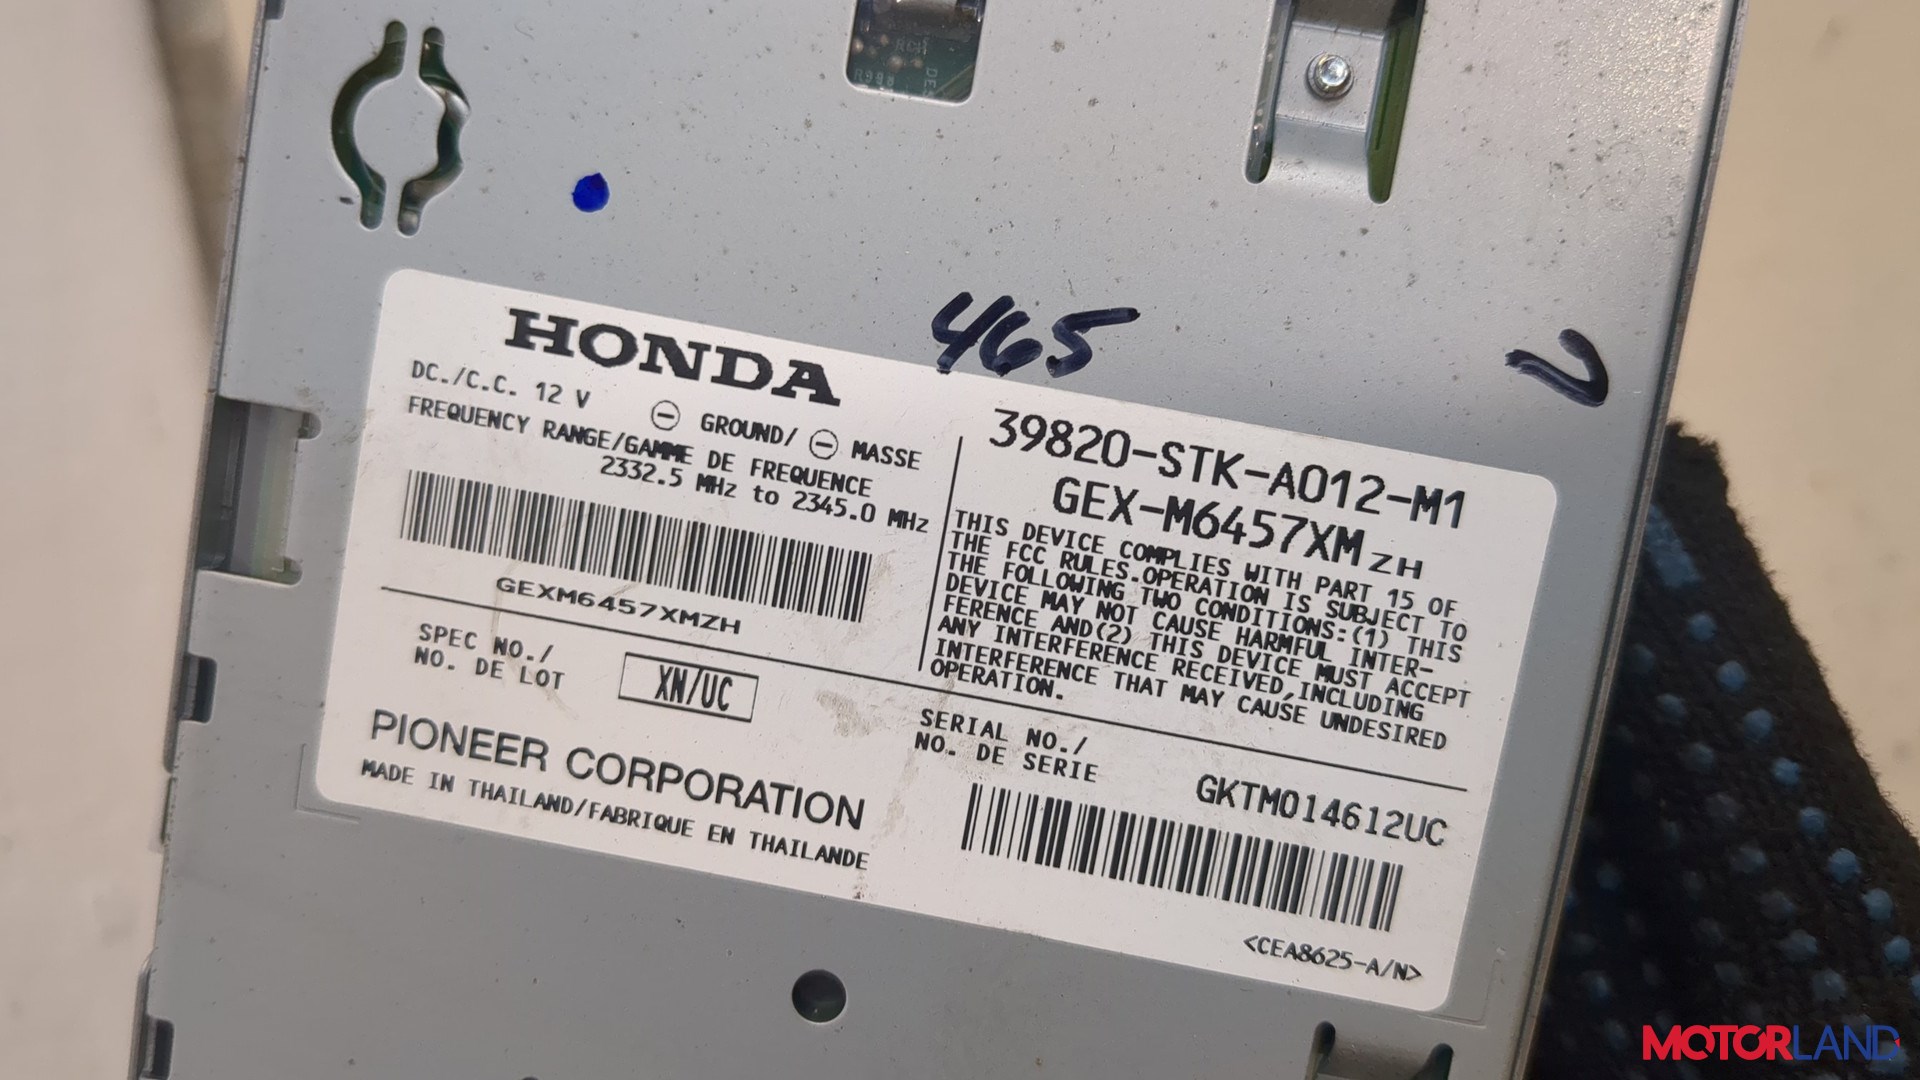 465
HONDA
DC./C.C. 12 V ⊖ GROUND/ ⊖ MASSE
FREQUENCY RANGE/GAMME DE FREQUENCE
2332.5 MHz to 2345.0 MHz
GEXM6457XMZH
39820-STK-A012-M1
GEX-M6457XM ZH
THIS DEVICE COMPLIES WITH PART 15 OF
THE FCC RULES.OPERATION IS SUBJECT TO
THE FOLLOWING TWO CONDITIONS:(1) THIS
DEVICE MAY NOT CAUSE HARMFUL INTER-
FERENCE AND(2) THIS DEVICE MUST ACCEPT
ANY INTERFERENCE RECEIVED,INCLUDING
INTERFERENCE THAT MAY CAUSE UNDESIRED
OPERATION.
SPEC NO./
NO. DE LOT
XN/UC
PIONEER CORPORATION
MADE IN THAILAND/FABRIQUE EN THAILANDE
SERIAL NO./
NO. DE SERIE
GKTM014612UC
<CEA8625-A/N>
MOTORLAND